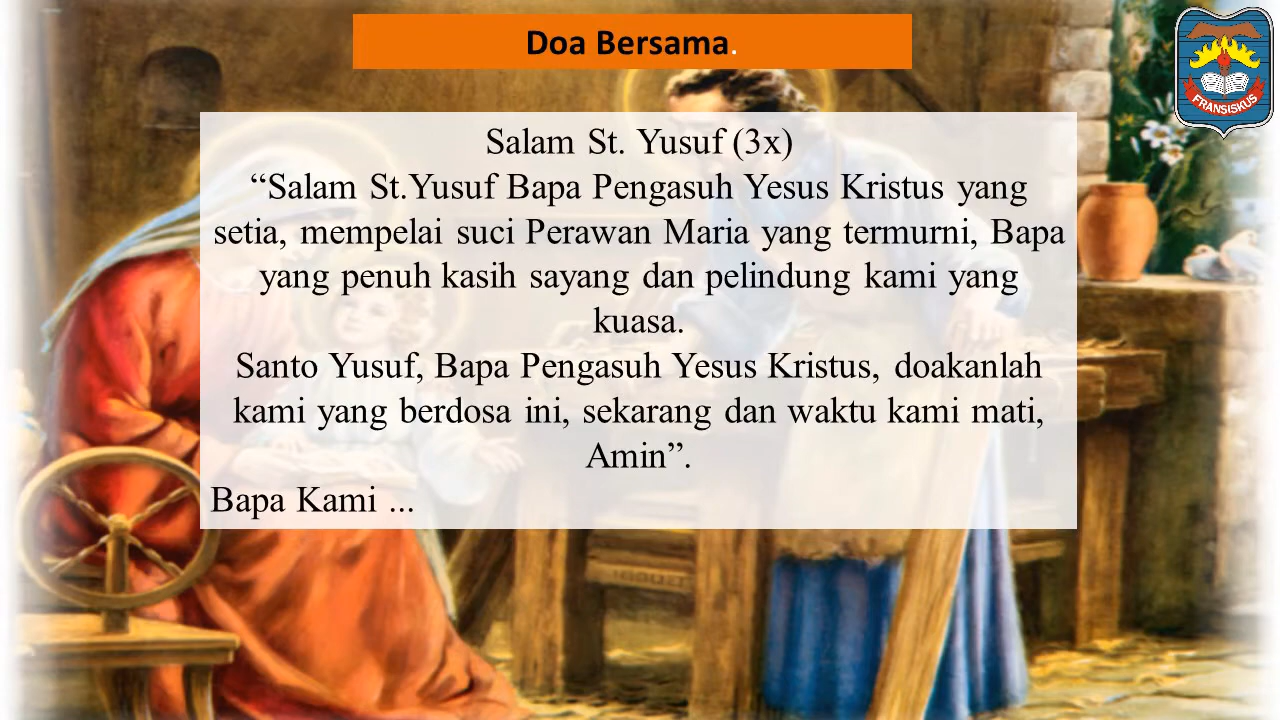 Doa Bersama.
FRANSISKUS
Salam St. Yusuf (3x)
“Salam St.Yusuf Bapa Pengasuh Yesus Kristus yang
setia, mempelai suci Perawan Maria yang termurni, Bapa
yang penuh kasih sayang dan pelindung kami yang
kuasa.
Santo Yusuf, Bapa Pengasuh Yesus Kristus, doakanlah
kami yang berdosa ini, sekarang dan waktu kami mati,
Amin”.
Bapa Kami ...